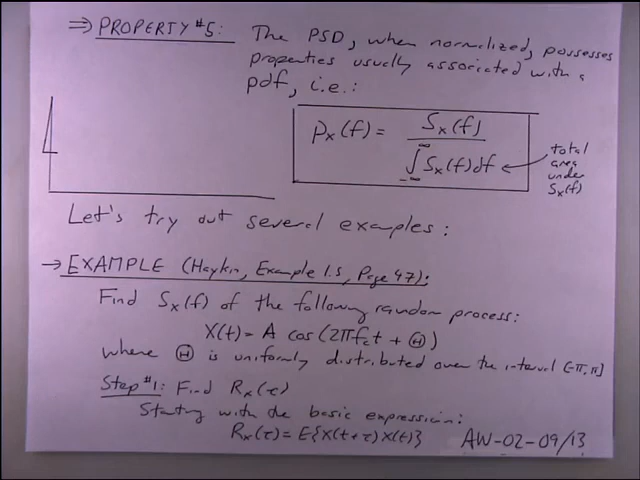 ⇒ PROPERTY #5: The PSD, when normalized, possesses
properties usually associated with a
pdf, i.e.:
Px(f) = Sx(f) / ∫_{-∞}^{∞} Sx(f)df ← total area under Sx(f)
Let's try out several examples:
→ EXAMPLE (Haykin, Example 1.5, Page 47):
Find Sx(f) of the following random process:
X(t) = A cos(2πfct + Θ)
where Θ is uniformly distributed over the interval [-π,π]
Step #1: Find Rx(τ)
Starting with the basic expression:
Rx(τ) = E{X(t+τ)X(t)}
AW-02-09/13